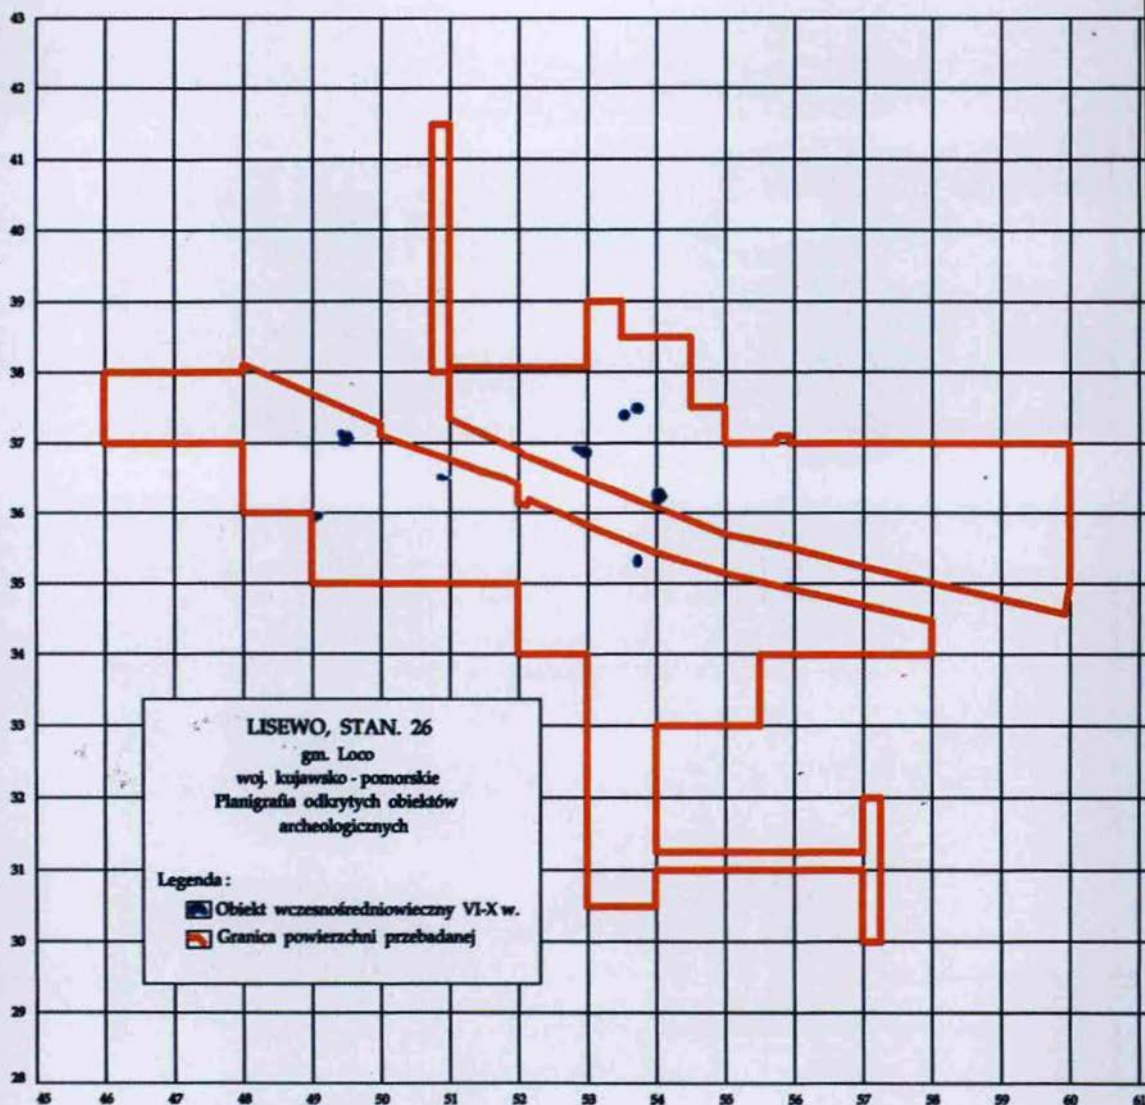 43
42
41
40
39
38
37
36
35
34
33
32
31
30
29
28
LISEWO, STAN. 26
gm. Loco
woj. kujawsko - pomorskie
Planigrafia odkrytych obiektów
archeologicznych
Legenda :
Obiekt wczesnośredniowieczny VI-X w.
Granica powierzchni przebadanej
45 46 47 48 49 50 51 52 53 54 55 56 57 58 59 60 61